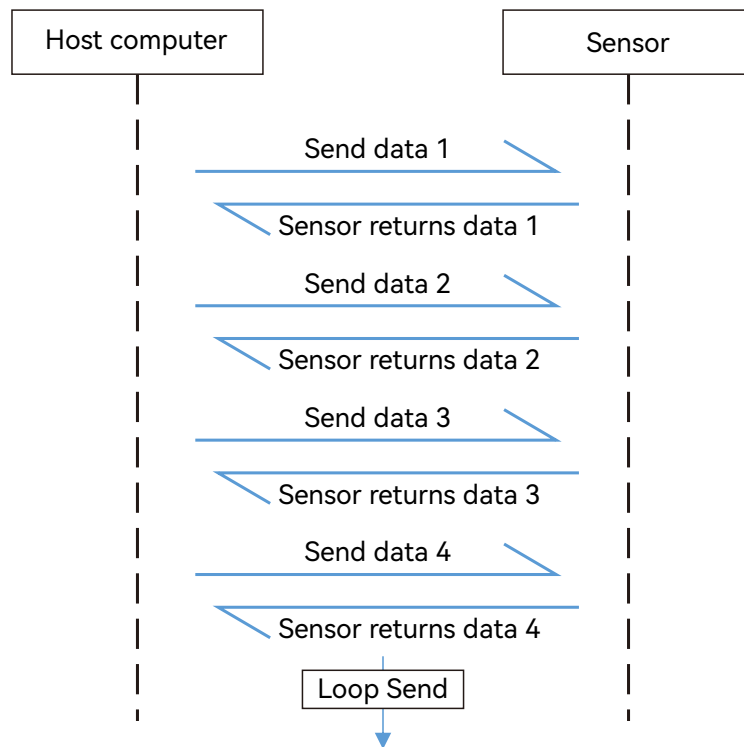 Host computer
Sensor
Send data 1
Sensor returns data 1
Send data 2
Sensor returns data 2
Send data 3
Sensor returns data 3
Send data 4
Sensor returns data 4
Loop Send